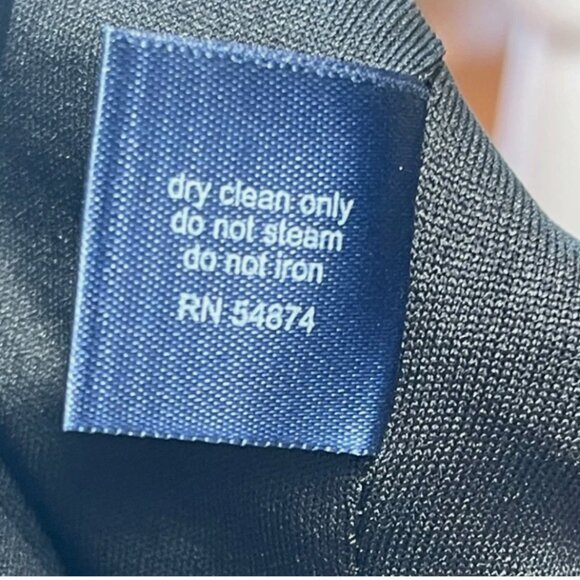 dry clean only
do not steam
do not iron
RN 54874